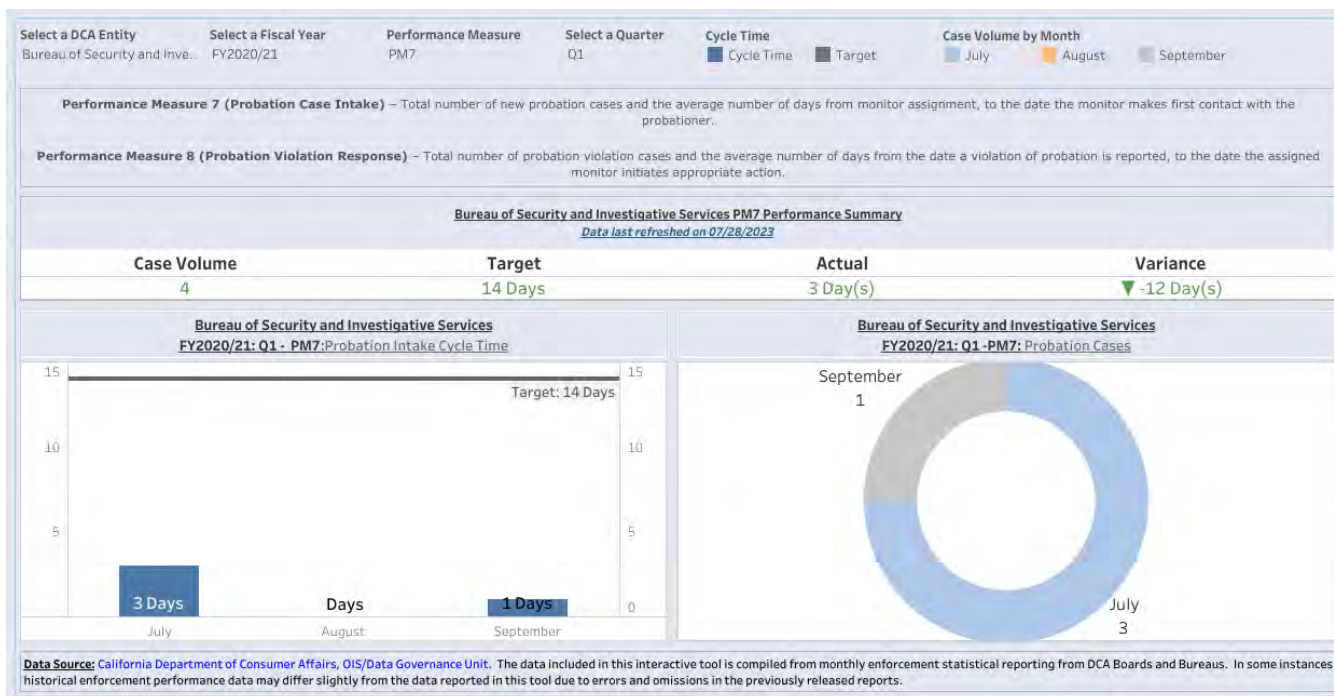 Select a DCA Entity Select a Fiscal Year Performance Measure Select a Quarter Cycle Time Case Volume by Month
Bureau of Security and Inve.. FY2020/21 PM7 Q1 Cycle Time Target July August September
Performance Measure 7 (Probation Case Intake) – Total number of new probation cases and the average number of days from monitor assignment, to the date the monitor makes first contact with the
probationer..
Performance Measure 8 (Probation Violation Response) – Total number of probation violation cases and the average number of days from the date a violation of probation is reported, to the date the assigned
monitor initiates appropriate action.
Bureau of Security and Investigative Services PM7 Performance Summary
Data last refreshed on 07/28/2023
Case Volume Target Actual Variance
4 14 Days 3 Day(s) ▼ -12 Day(s)
Bureau of Security and Investigative Services
FY2020/21: Q1 - PM7:Probation Intake Cycle Time
15 15
Target: 14 Days
10 10
5 5
3 Days Days 1 Days 0
July August September
Bureau of Security and Investigative Services
FY2020/21: Q1 -PM7: Probation Cases
September
1
July
3
Data Source: California Department of Consumer Affairs, OIS/Data Governance Unit. The data included in this interactive tool is compiled from monthly enforcement statistical reporting from DCA Boards and Bureaus. In some instances
historical enforcement performance data may differ slightly from the data reported in this tool due to errors and omissions in the previously released reports.